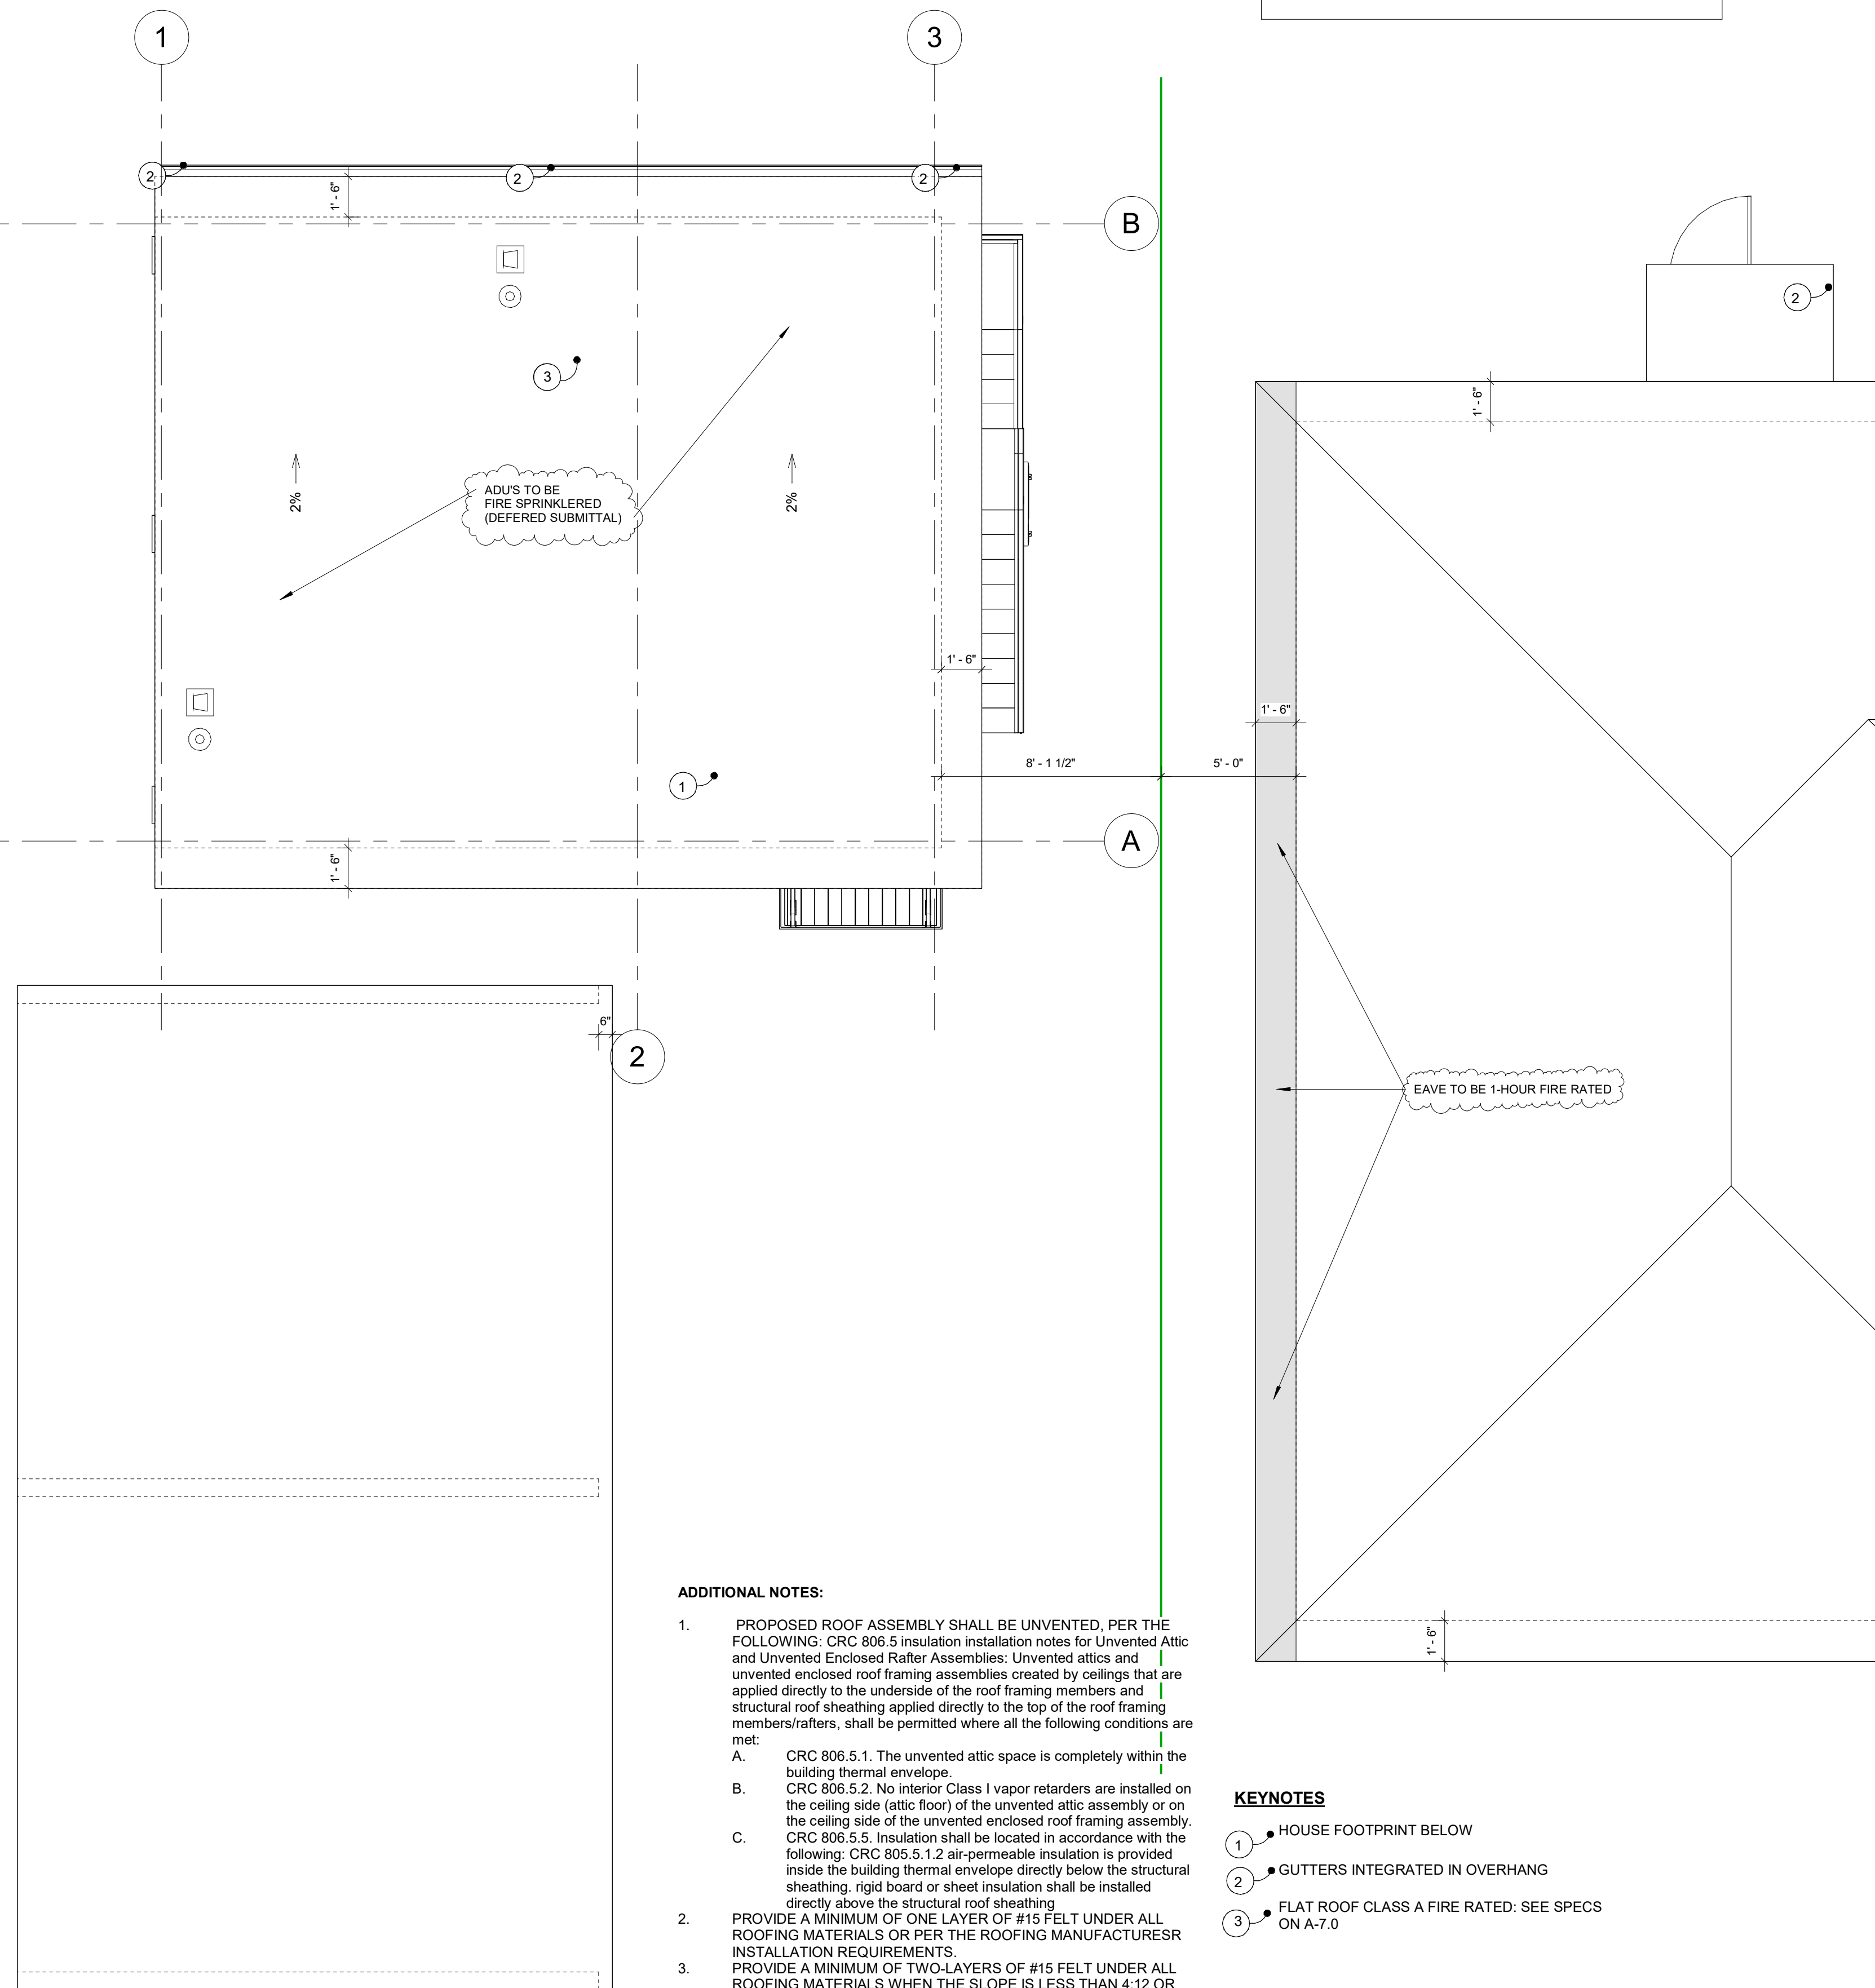 1
3
2
2
2
1' - 6"
B
2
3
1' - 6"
ADU'S TO BE
FIRE SPRINKLERED
(DEFERED SUBMITTAL)
2%
2%
1' - 6"
1' - 6"
8' - 1 1/2"
5' - 0"
1
A
1' - 6"
6"
2
EAVE TO BE 1-HOUR FIRE RATED
1' - 6"
ADDITIONAL NOTES:
1. PROPOSED ROOF ASSEMBLY SHALL BE UNVENTED, PER THE
FOLLOWING: CRC 806.5 insulation installation notes for Unvented Attic
and Unvented Enclosed Rafter Assemblies: Unvented attics and
unvented enclosed roof framing assemblies created by ceilings that are
applied directly to the underside of the roof framing members and
structural roof sheathing applied directly to the top of the roof framing
members/rafters, shall be permitted where all the following conditions are
met:
A. CRC 806.5.1. The unvented attic space is completely within the
building thermal envelope.
B. CRC 806.5.2. No interior Class I vapor retarders are installed on
the ceiling side (attic floor) of the unvented attic assembly or on
the ceiling side of the unvented enclosed roof framing assembly.
C. CRC 806.5.5. Insulation shall be located in accordance with the
following: CRC 805.5.1.2 air-permeable insulation is provided
inside the building thermal envelope directly below the structural
sheathing. rigid board or sheet insulation shall be installed
directly above the structural roof sheathing
2. PROVIDE A MINIMUM OF ONE LAYER OF #15 FELT UNDER ALL
ROOFING MATERIALS OR PER THE ROOFING MANUFACTURESR
INSTALLATION REQUIREMENTS.
3. PROVIDE A MINIMUM OF TWO-LAYERS OF #15 FELT UNDER ALL
ROOFING MATERIALS WHEN THE SLOPE IS LESS THAN 4:12 OR
KEYNOTES
1 HOUSE FOOTPRINT BELOW
2 GUTTERS INTEGRATED IN OVERHANG
3 FLAT ROOF CLASS A FIRE RATED: SEE SPECS
ON A-7.0